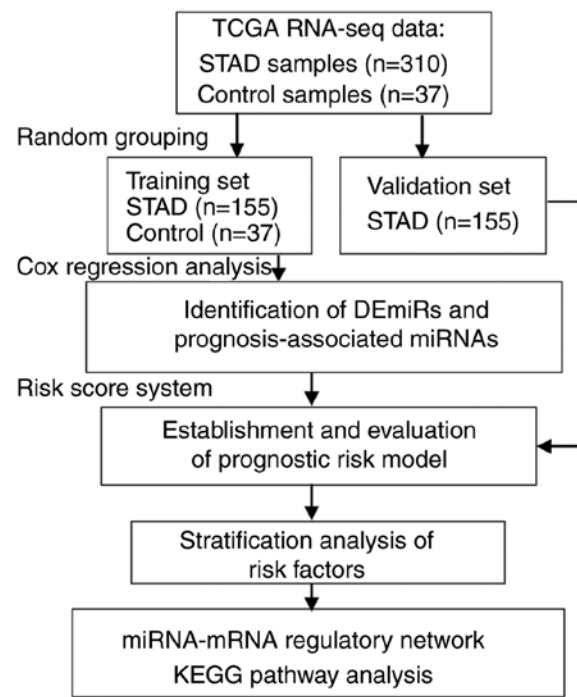 TCGA RNA-seq data:
STAD samples (n=310)
Control samples (n=37)
Random grouping
Training set
STAD (n=155)
Control (n=37)
Validation set
STAD (n=155)
Cox regression analysis
Identification of DEmiRs and
prognosis-associated miRNAs
Risk score system
Establishment and evaluation
of prognostic risk model
Stratification analysis of
risk factors
miRNA-mRNA regulatory network
KEGG pathway analysis